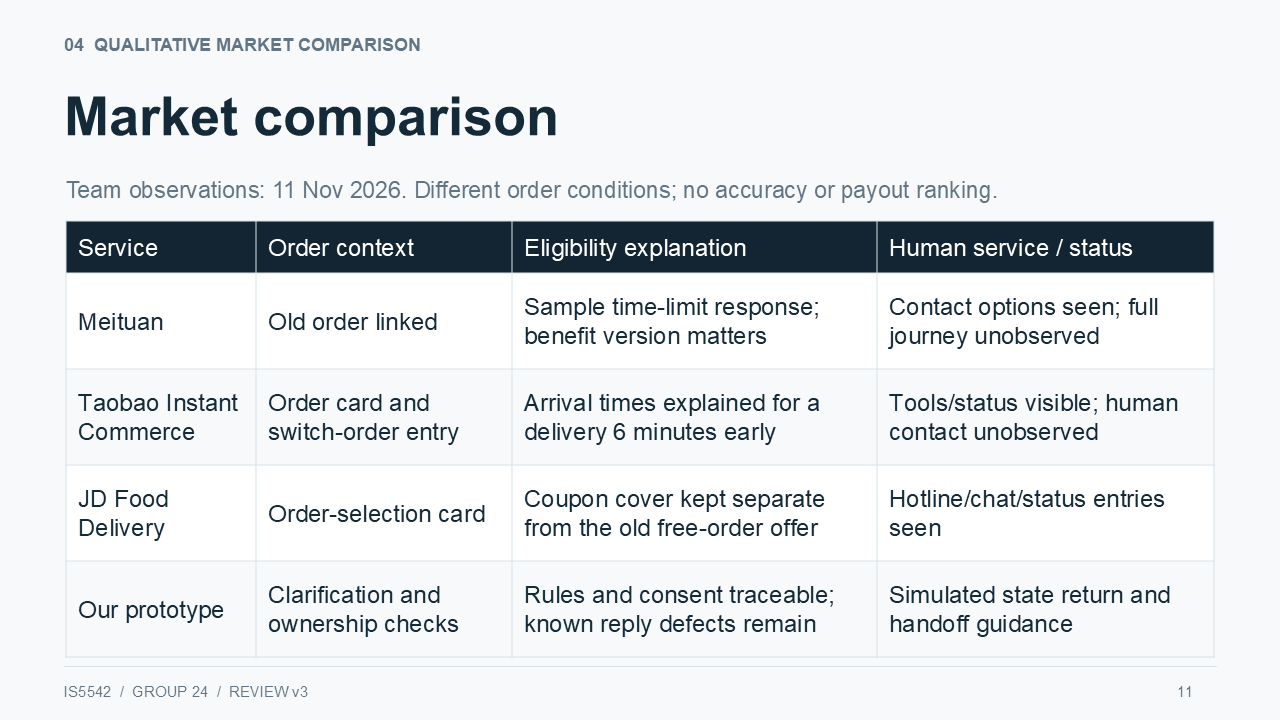 04 QUALITATIVE MARKET COMPARISON
Market comparison
Team observations: 11 Nov 2026. Different order conditions; no accuracy or payout ranking.
Service
Order context
Eligibility explanation
Human service / status
Meituan
Old order linked
Sample time-limit response;
benefit version matters
Contact options seen; full
journey unobserved
Taobao Instant
Commerce
Order card and
switch-order entry
Arrival times explained for a
delivery 6 minutes early
Tools/status visible; human
contact unobserved
JD Food
Delivery
Order-selection card
Coupon cover kept separate
from the old free-order offer
Hotline/chat/status entries
seen
Our prototype
Clarification and
ownership checks
Rules and consent traceable;
known reply defects remain
Simulated state return and
handoff guidance
IS5542 / GROUP 24 / REVIEW v3
11